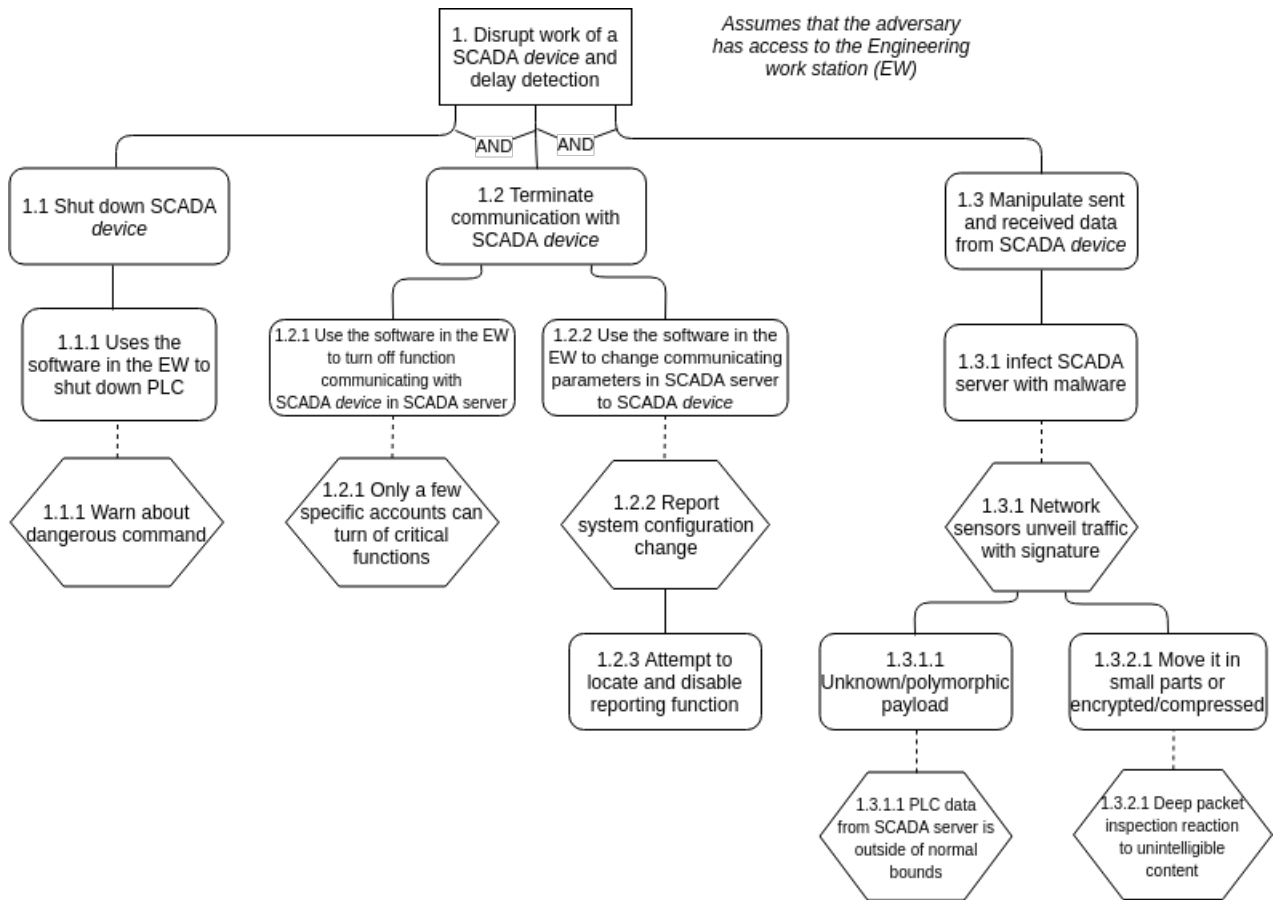 1. Disrupt work of a
SCADA device and
delay detection
Assumes that the adversary
has access to the Engineering
work station (EW)
AND
AND
1.1 Shut down SCADA
device
1.2 Terminate
communication with
SCADA device
1.3 Manipulate sent
and received data
from SCADA device
1.1.1 Uses the
software in the EW to
shut down PLC
1.2.1 Use the software in the EW
to turn off function
communicating with
SCADA device in SCADA server
1.2.2 Use the software in the
EW to change communicating
parameters in SCADA server
to SCADA device
1.3.1 infect SCADA
server with malware
1.1.1 Warn about
dangerous command
1.2.1 Only a few
specific accounts can
turn of critical
functions
1.2.2 Report
system configuration
change
1.3.1 Network
sensors unveil traffic
with signature
1.2.3 Attempt to
locate and disable
reporting function
1.3.1.1
Unknown/polymorphic
payload
1.3.2.1 Move it in
small parts or
encrypted/compressed
1.3.1.1 PLC data
from SCADA server is
outside of normal
bounds
1.3.2.1 Deep packet
inspection reaction
to unintelligible
content